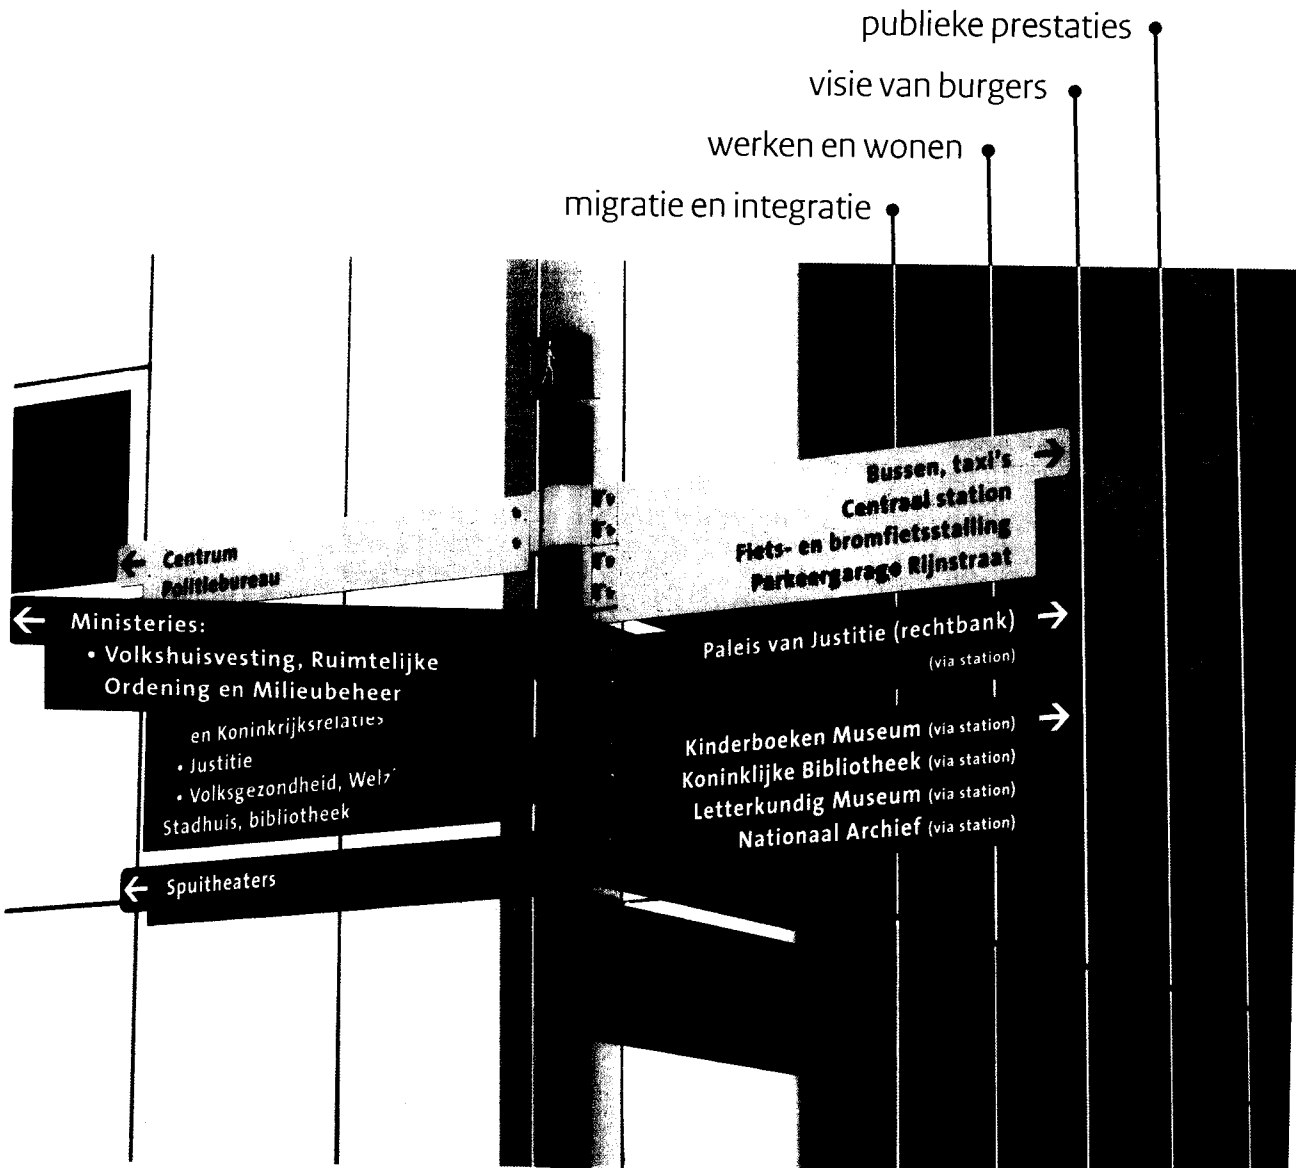 publieke prestaties
visie van burgers
werken en wonen
migratie en integratie
Bussen, taxi's
Centraal station
Fiets- en bromfietsstalling
Parkeergarage Rijnstraat
Centrum
Politiebureau
Ministeries:
• Volkshuisvesting, Ruimtelijke
Ordening en Milieubeheer
en Koninkrijksrelaties
• Justitie
• Volksgezondheid,
Stadhuis, bibliotheek
Spuitheaters
Paleis van Justitie (rechtbank)
(via station)
Kinderboeken Museum (via station)
Koninklijke Bibliotheek (via station)
Letterkundig Museum (via station)
Nationaal Archief (via station)